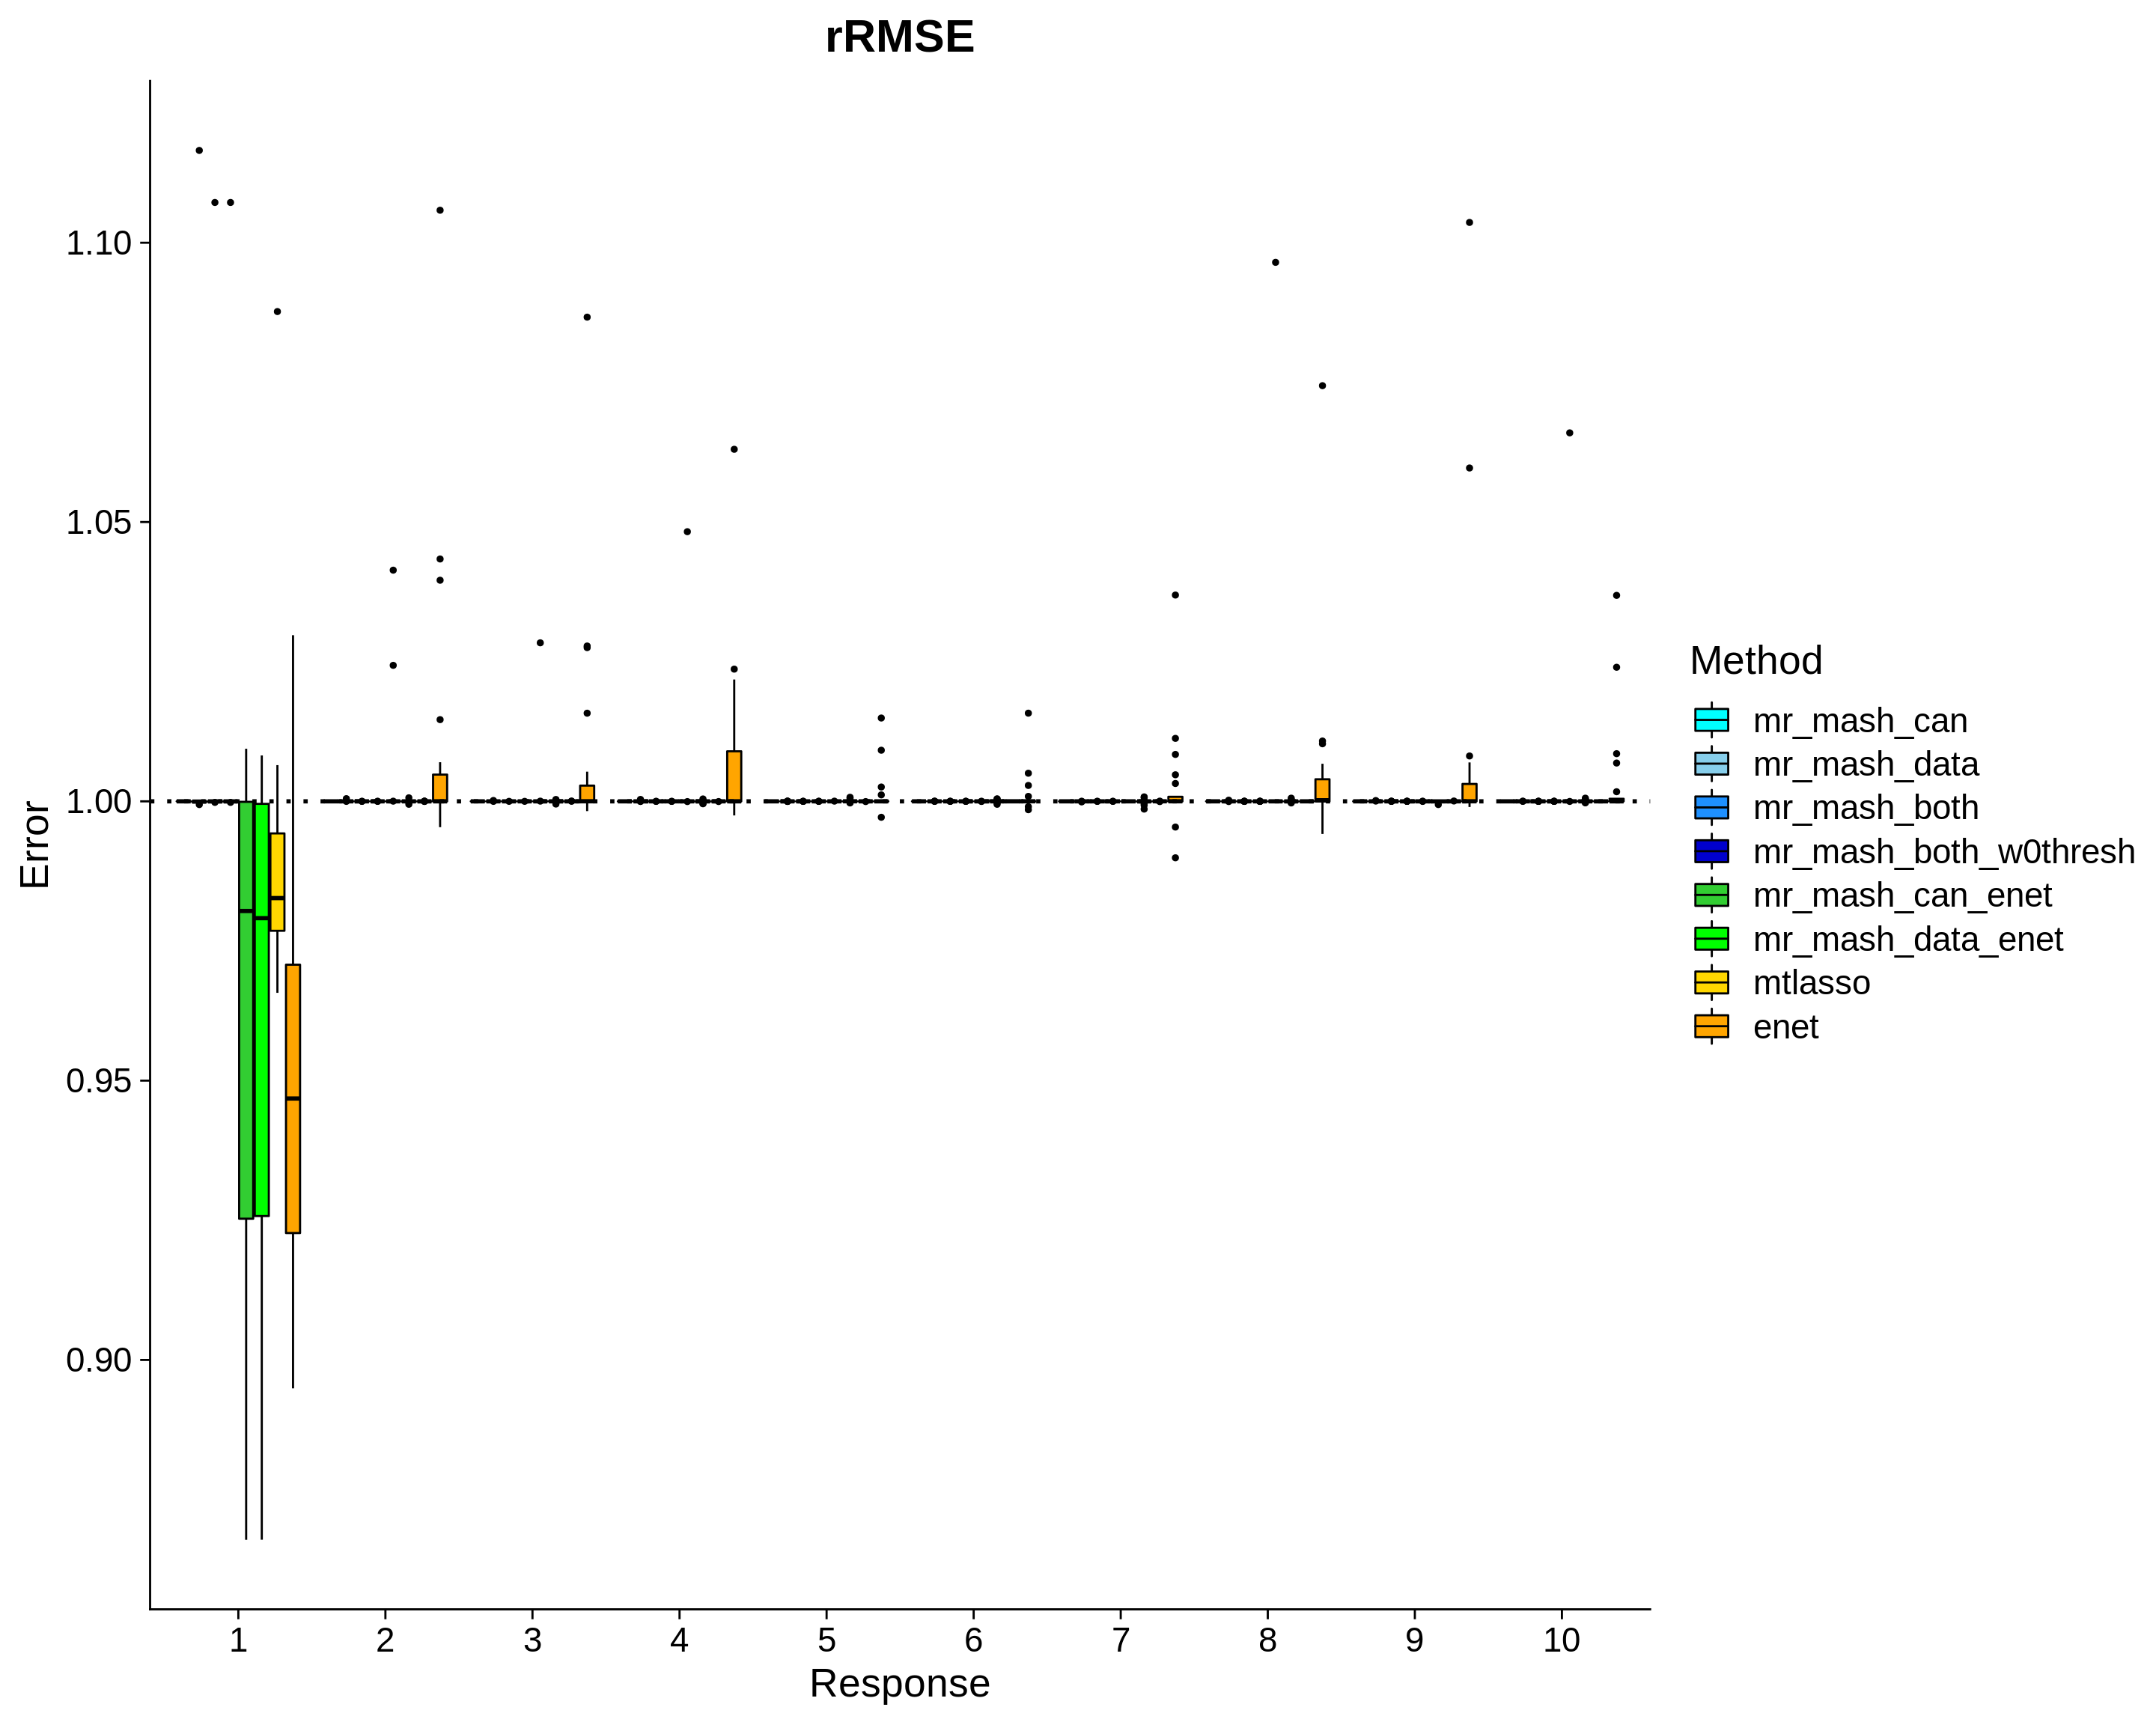 rRMSE
1.10
1.05
1.00
0.95
0.90
Error
1 2 3 4 5 6 7 8 9 10
Response
Method
mr_mash_can
mr_mash_data
mr_mash_both
mr_mash_both_w0thresh
mr_mash_can_enet
mr_mash_data_enet
mtlasso
enet